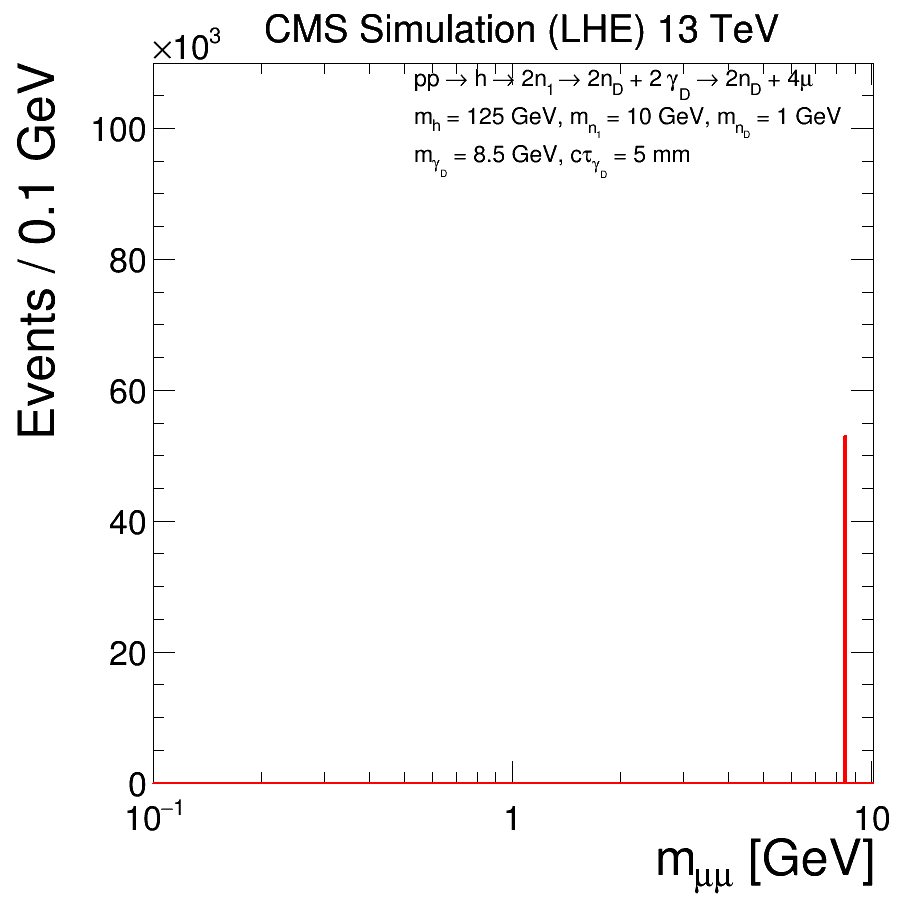 CMS Simulation (LHE) 13 TeV
×10³
pp → h → 2n₁ → 2n_D + 2 γ_D → 2n_D + 4μ
m_h = 125 GeV, m_n₁ = 10 GeV, m_n_D = 1 GeV
m_γ_D = 8.5 GeV, cτ_γ_D = 5 mm
Events / 0.1 GeV
100
80
60
40
20
0
10⁻¹ 1 10
m_μμ [GeV]